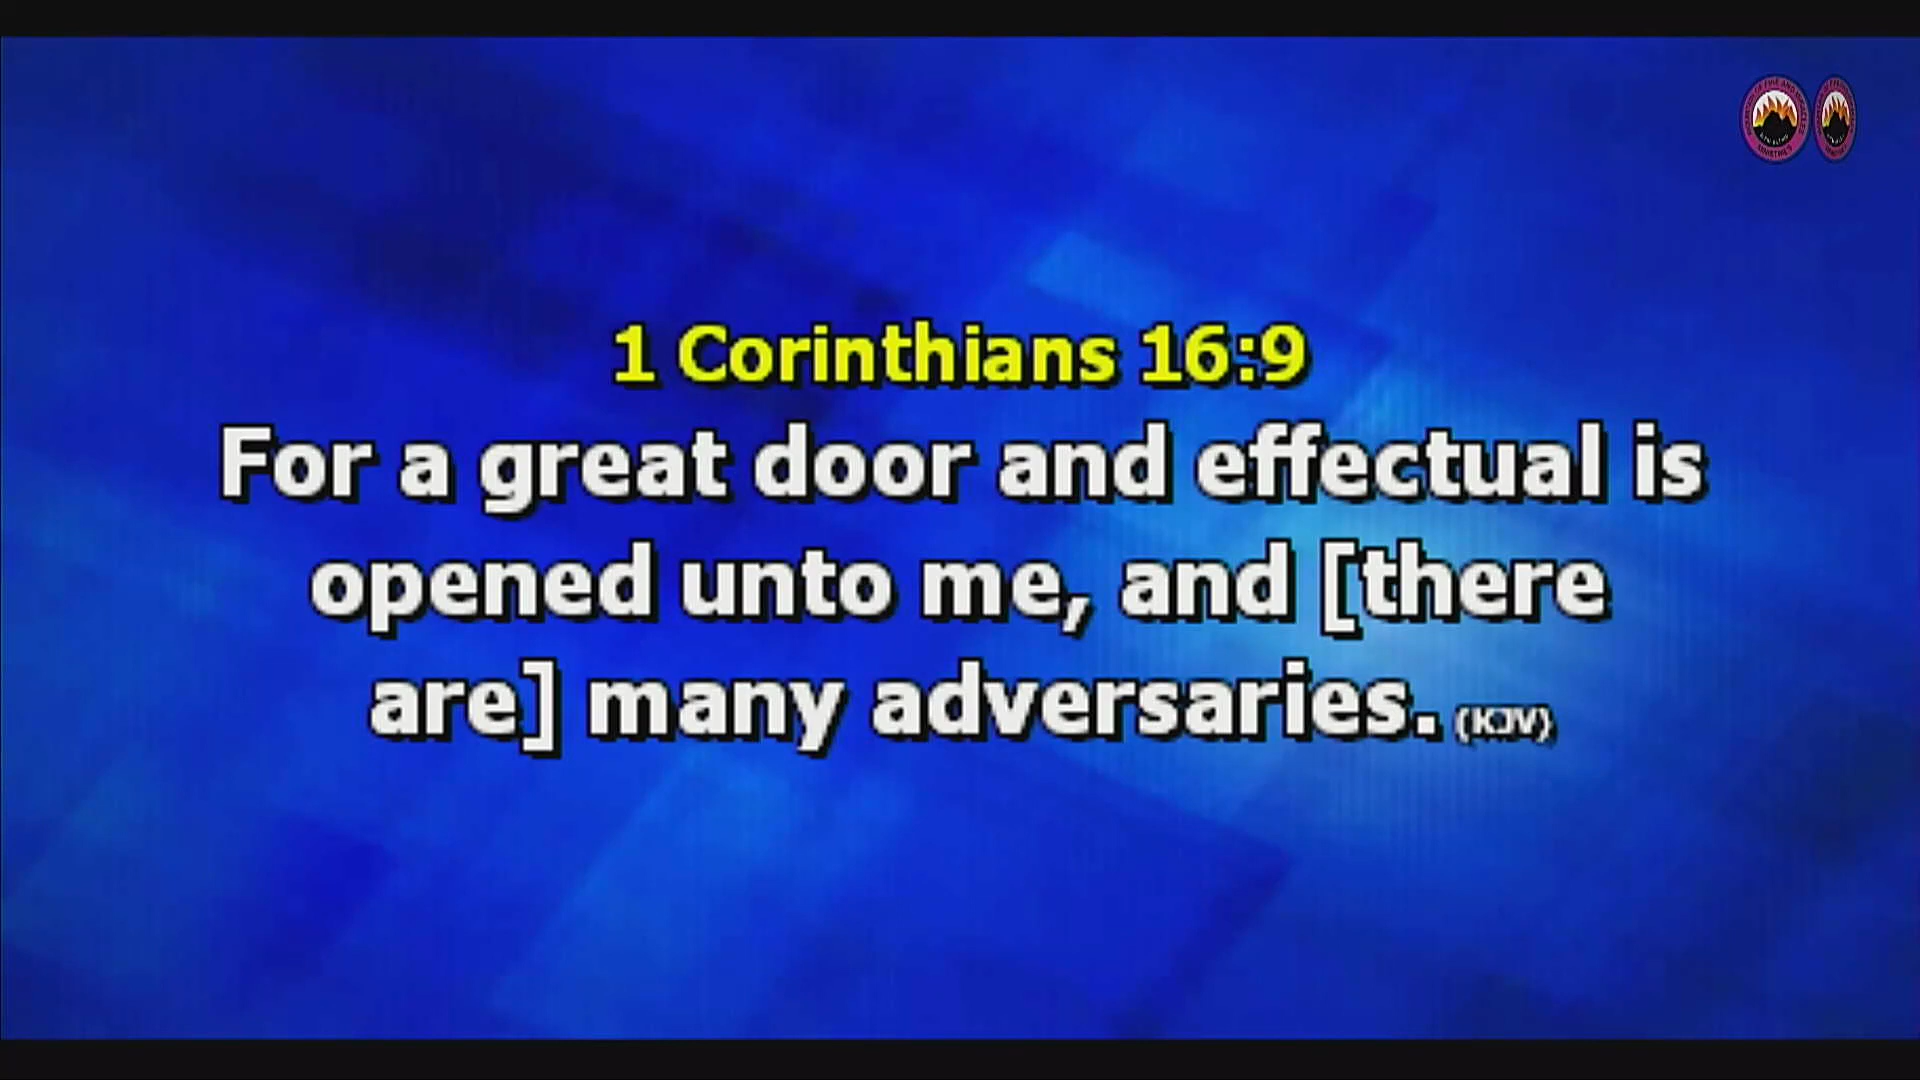 1 Corinthians 16:9
For a great door and effectual is
opened unto me, and [there
are] many adversaries. (KJV)